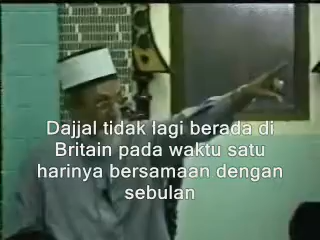 Dajjal tidak lagi berada di
Britain pada waktu satu
harinya bersamaan dengan
sebulan